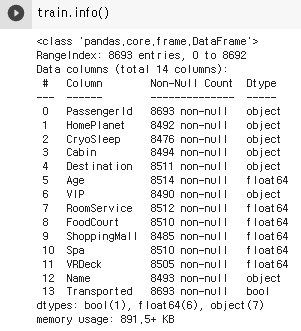 train.info()
<class 'pandas.core.frame.DataFrame'>
RangeIndex: 8693 entries, 0 to 8692
Data columns (total 14 columns):
 #   Column        Non-Null Count  Dtype
---  ------        --------------  -----
 0   PassengerId   8693 non-null   object
 1   HomePlanet    8492 non-null   object
 2   CryoSleep     8476 non-null   object
 3   Cabin         8494 non-null   object
 4   Destination   8511 non-null   object
 5   Age           8514 non-null   float64
 6   VIP           8490 non-null   object
 7   RoomService   8512 non-null   float64
 8   FoodCourt     8510 non-null   float64
 9   ShoppingMall  8485 non-null   float64
 10  Spa           8510 non-null   float64
 11  VRDeck        8505 non-null   float64
 12  Name          8493 non-null   object
 13  Transported   8693 non-null   bool
dtypes: bool(1), float64(6), object(7)
memory usage: 891.5+ KB